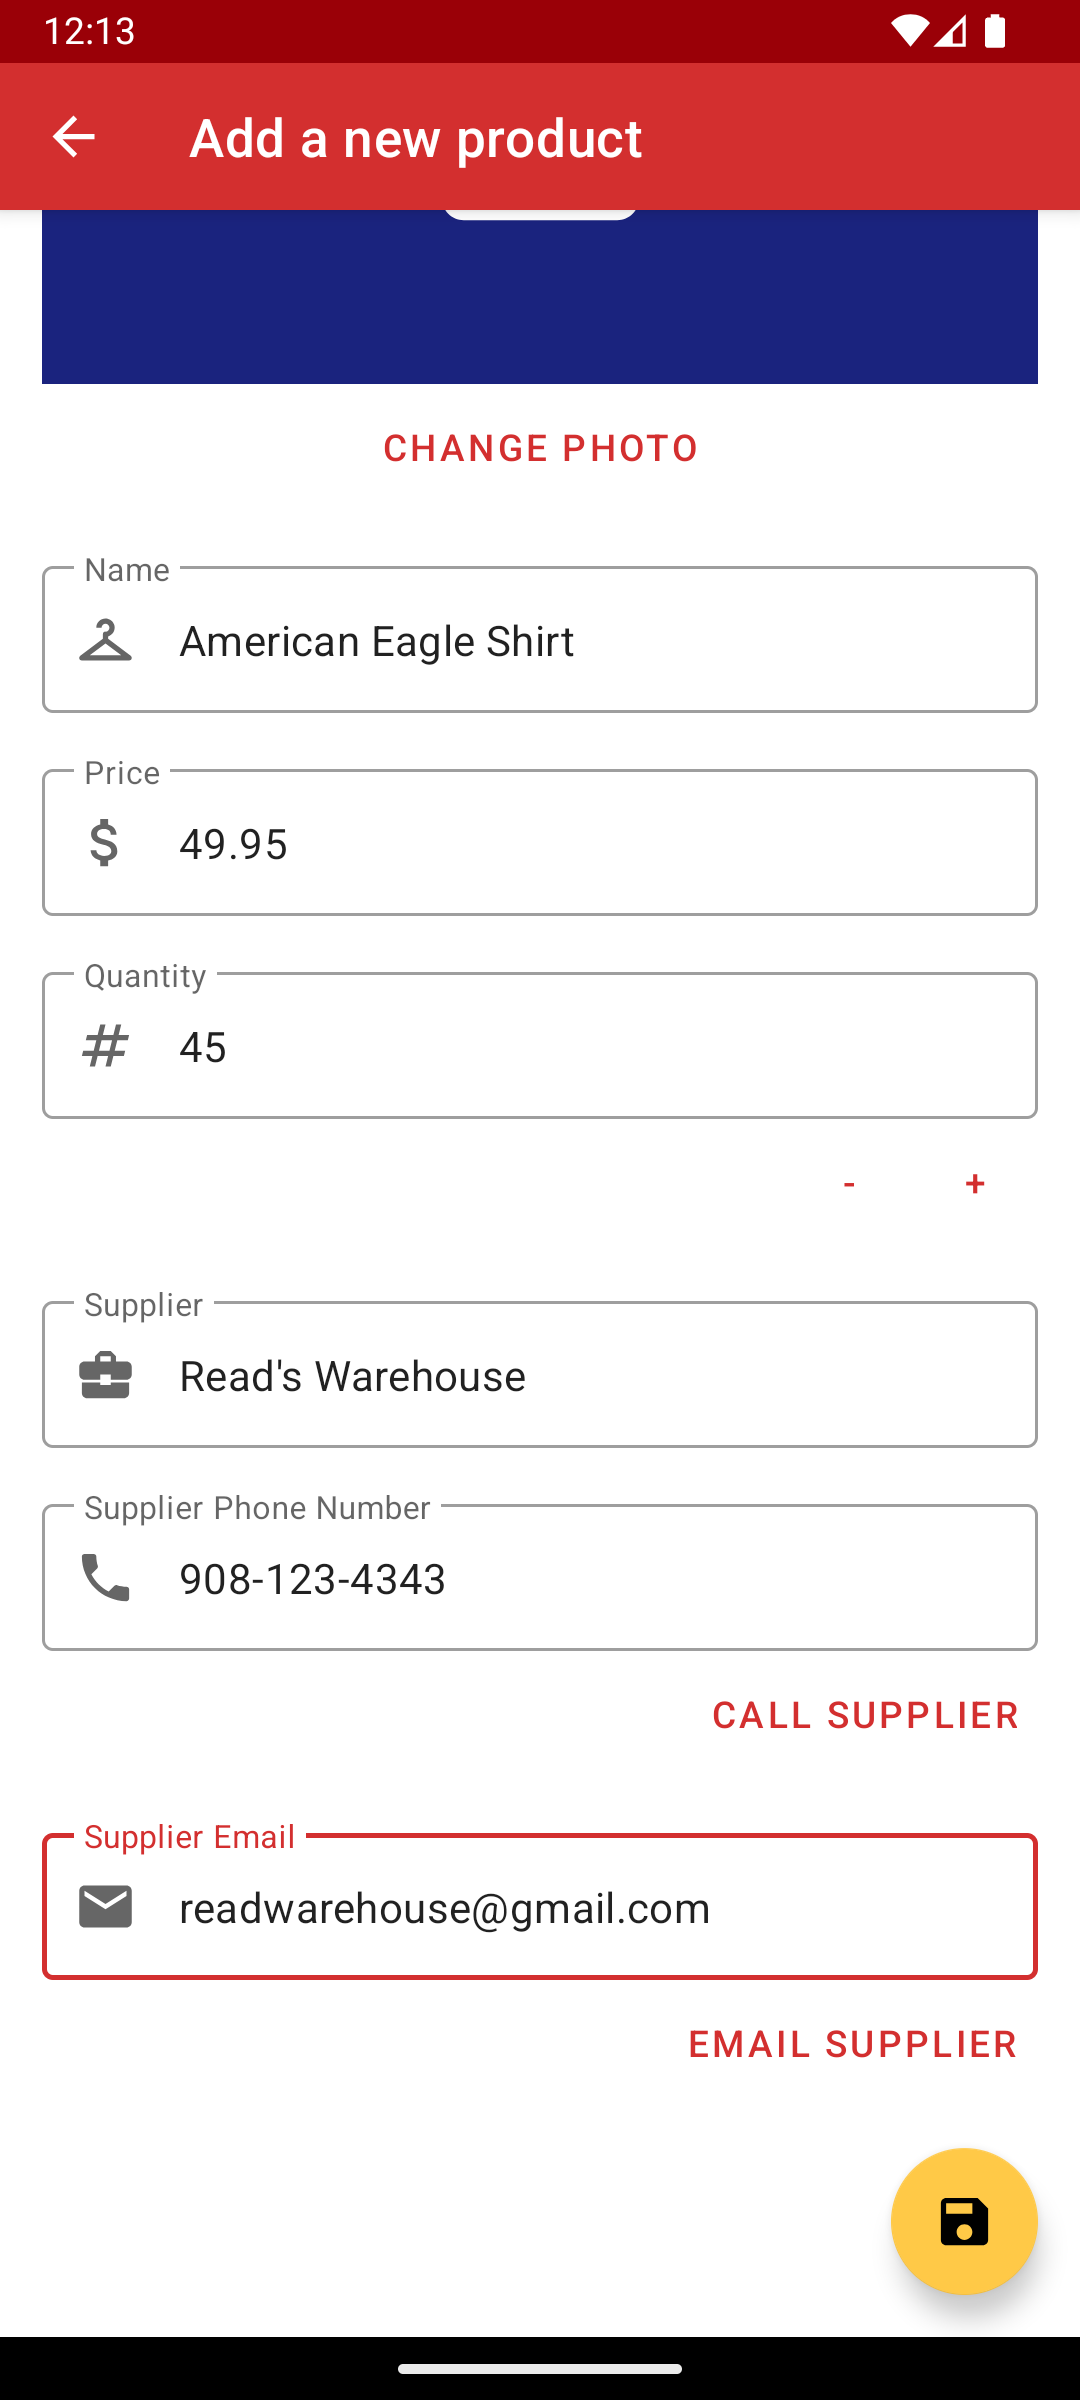 12:13
Add a new product
CHANGE PHOTO
Name
American Eagle Shirt
Price
$ 49.95
Quantity
# 45
- +
Supplier
Read's Warehouse
Supplier Phone Number
908-123-4343
CALL SUPPLIER
Supplier Email
readwarehouse@gmail.com
EMAIL SUPPLIER